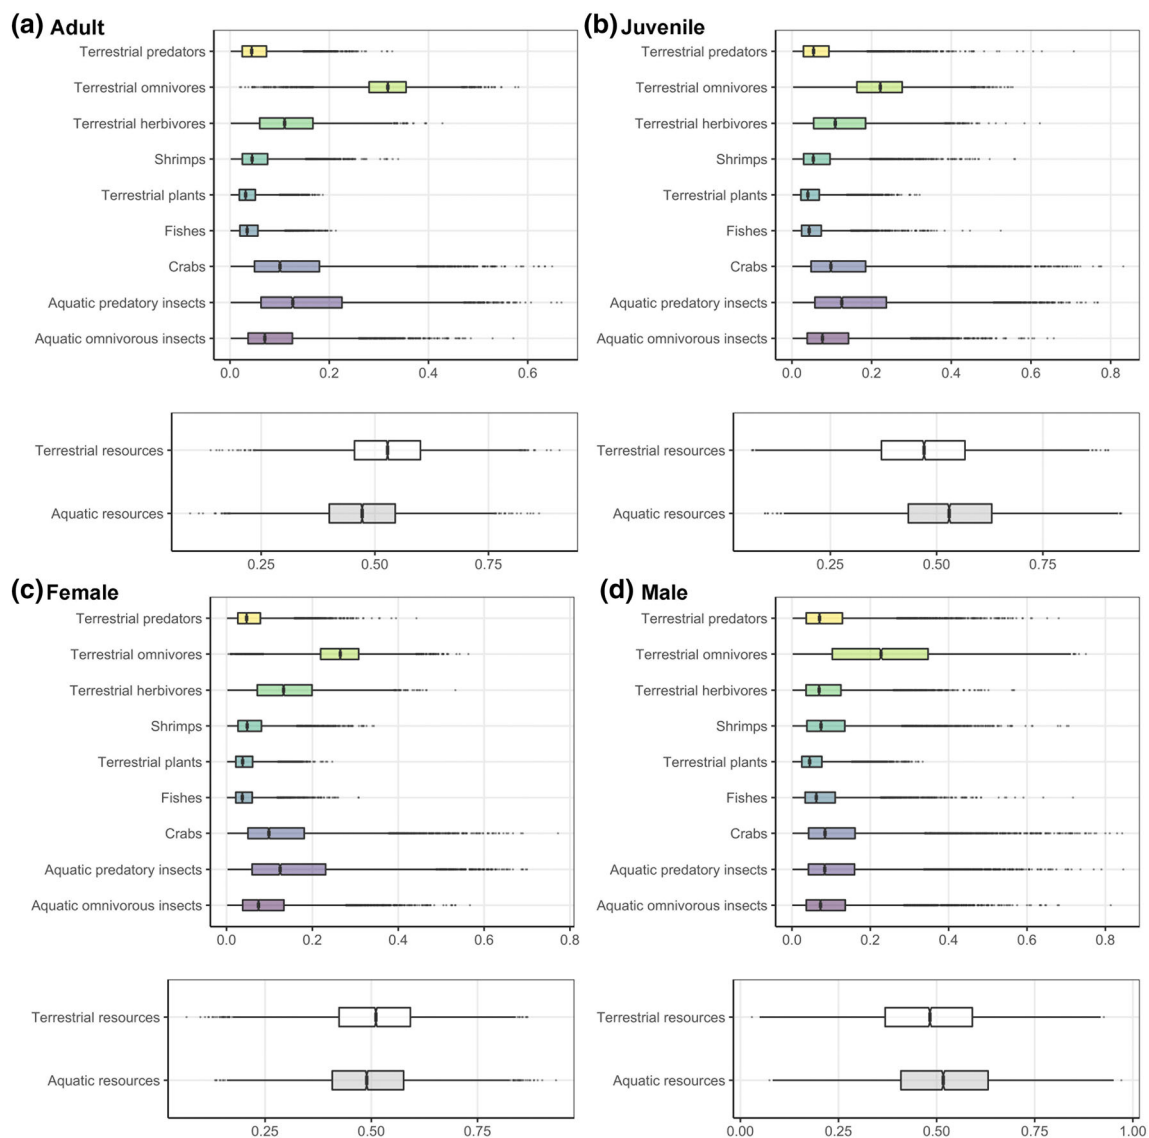 (a) Adult
Terrestrial predators
Terrestrial omnivores
Terrestrial herbivores
Shrimps
Terrestrial plants
Fishes
Crabs
Aquatic predatory insects
Aquatic omnivorous insects
0.0 0.2 0.4 0.6
Terrestrial resources
Aquatic resources
0.25 0.50 0.75
(b) Juvenile
Terrestrial predators
Terrestrial omnivores
Terrestrial herbivores
Shrimps
Terrestrial plants
Fishes
Crabs
Aquatic predatory insects
Aquatic omnivorous insects
0.0 0.2 0.4 0.6 0.8
Terrestrial resources
Aquatic resources
0.25 0.50 0.75
(c) Female
Terrestrial predators
Terrestrial omnivores
Terrestrial herbivores
Shrimps
Terrestrial plants
Fishes
Crabs
Aquatic predatory insects
Aquatic omnivorous insects
0.0 0.2 0.4 0.6 0.8
Terrestrial resources
Aquatic resources
0.25 0.50 0.75
(d) Male
Terrestrial predators
Terrestrial omnivores
Terrestrial herbivores
Shrimps
Terrestrial plants
Fishes
Crabs
Aquatic predatory insects
Aquatic omnivorous insects
0.0 0.2 0.4 0.6 0.8
Terrestrial resources
Aquatic resources
0.00 0.25 0.50 0.75 1.00